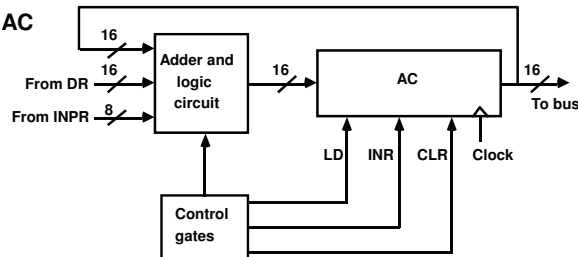 AC
16
Adder and
logic
circuit
From DR
16
From INPR
8
16
AC
16
To bus
LD
INR
CLR
Clock
Control
gates